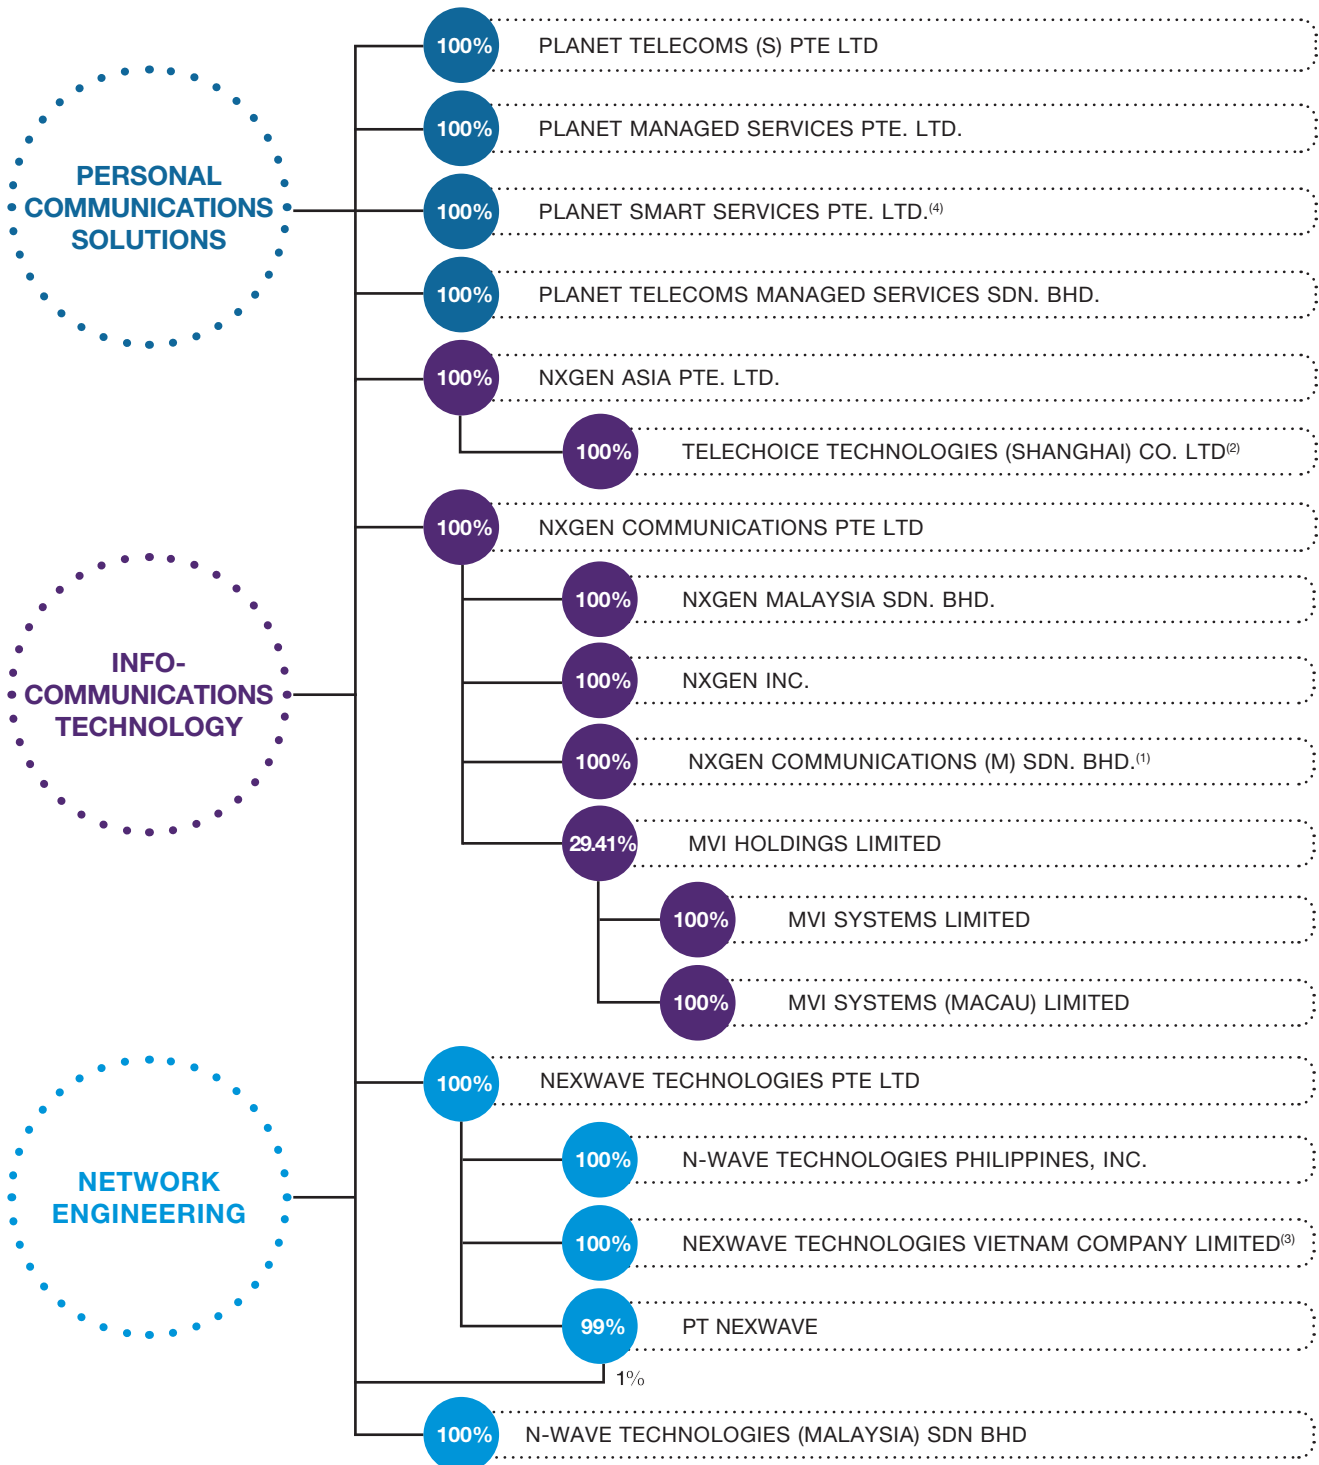 100% PLANET TELECOMS (S) PTE LTD
100% PLANET MANAGED SERVICES PTE. LTD.
PERSONAL
COMMUNICATIONS
SOLUTIONS
100% PLANET SMART SERVICES PTE. LTD.(4)
100% PLANET TELECOMS MANAGED SERVICES SDN. BHD.
100% NXGEN ASIA PTE. LTD.
100% TELECHOICE TECHNOLOGIES (SHANGHAI) CO. LTD(2)
100% NXGEN COMMUNICATIONS PTE LTD
100% NXGEN MALAYSIA SDN. BHD.
INFO-
COMMUNICATIONS
TECHNOLOGY
100% NXGEN INC.
100% NXGEN COMMUNICATIONS (M) SDN. BHD.(1)
29.41% MVI HOLDINGS LIMITED
100% MVI SYSTEMS LIMITED
100% MVI SYSTEMS (MACAU) LIMITED
100% NEXWAVE TECHNOLOGIES PTE LTD
100% N-WAVE TECHNOLOGIES PHILIPPINES, INC.
NETWORK
ENGINEERING
100% NEXWAVE TECHNOLOGIES VIETNAM COMPANY LIMITED(3)
99% PT NEXWAVE
1%
100% N-WAVE TECHNOLOGIES (MALAYSIA) SDN BHD